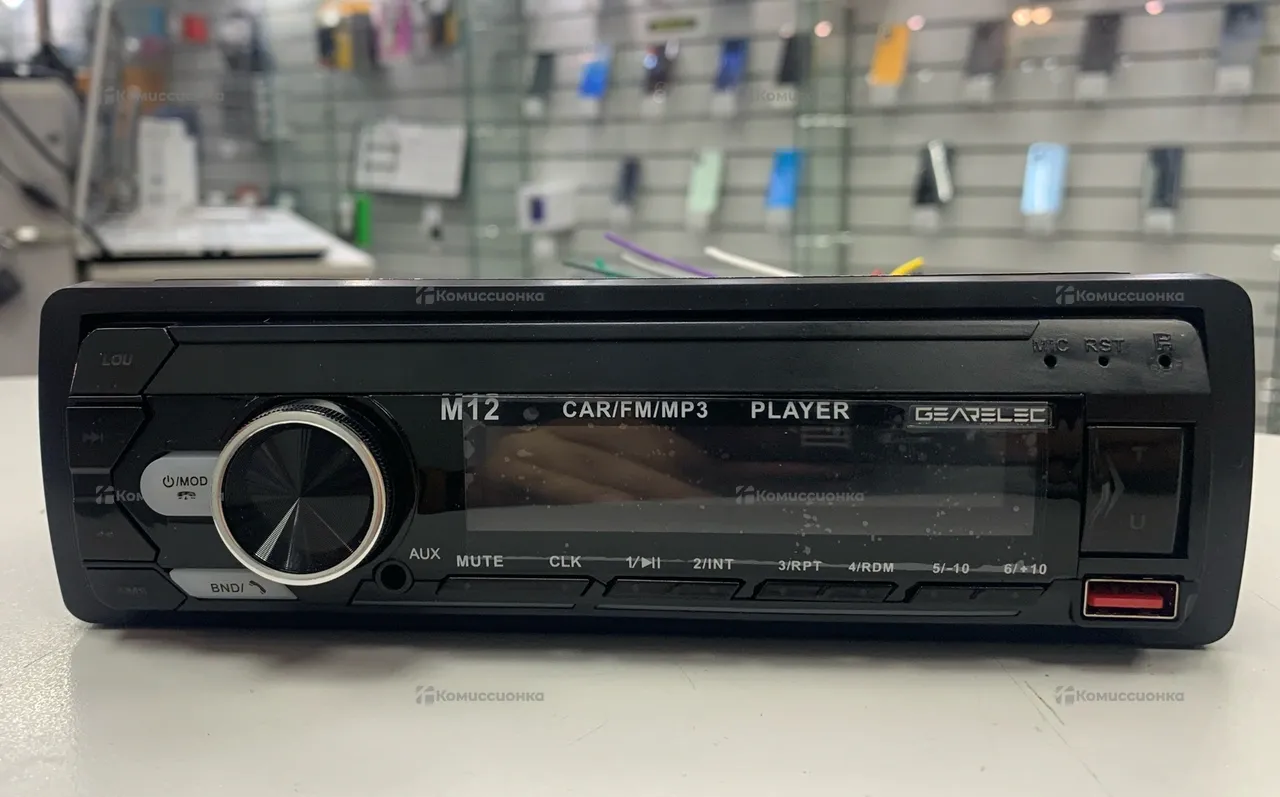 Комиссионка
Комиссионка
Комиссионка
LOU
MIC RST
M12 CAR/FM/MP3 PLAYER GEARELEC
/MOD
Комиссионка
T
U
AUX MUTE CLK 1/ 2/INT 3/RPT 4/RDM 5/-10 6/+10
BND/
AMS
Комиссионка
Комиссионка